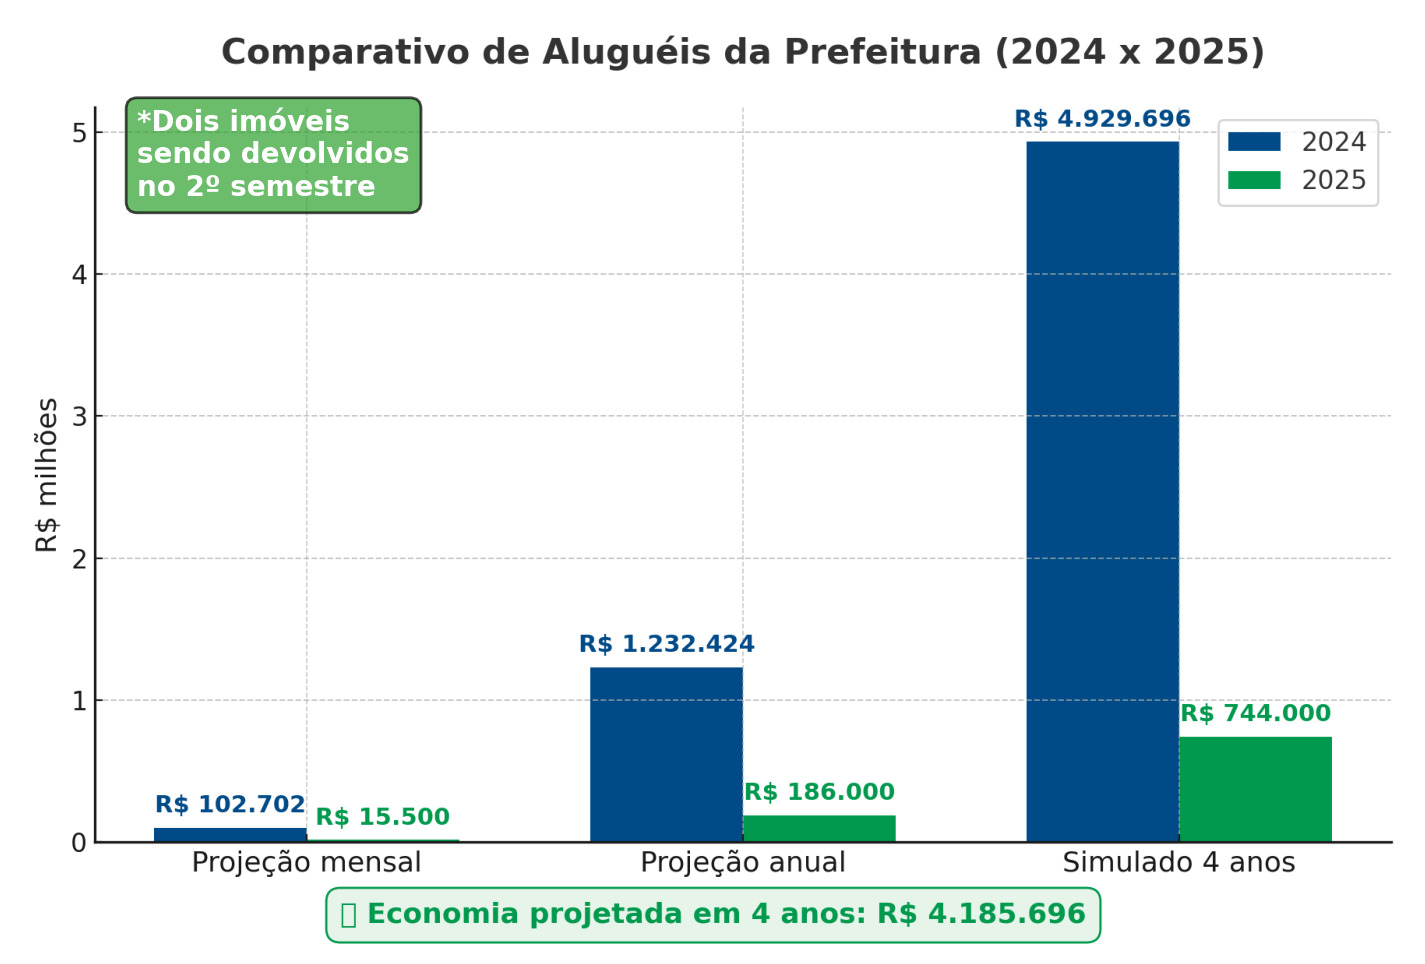 Comparativo de Aluguéis da Prefeitura (2024 x 2025)
*Dois imóveis
sendo devolvidos
no 2º semestre
R$ 4.929.696
2024
2025
R$ milhões
5
4
3
2
1
0
R$ 1.232.424
R$ 744.000
R$ 186.000
R$ 102.702
R$ 15.500
Projeção mensal
Projeção anual
Simulado 4 anos
Economia projetada em 4 anos: R$ 4.185.696